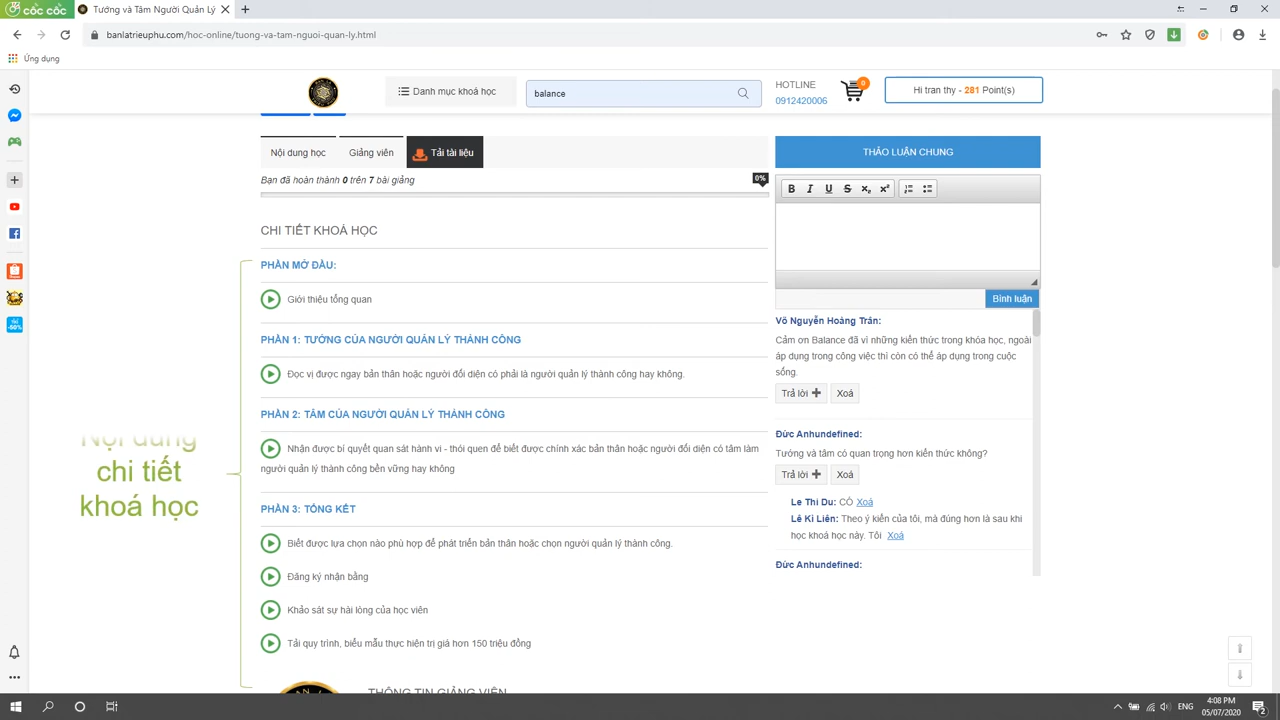 cốc cốc
Tướng và Tâm Người Quản Lý
banlatrieuphu.com/hoc-online/tuong-va-tam-nguoi-quan-ly.html
Ứng dụng
Danh mục khoá học
balance
HOTLINE
0912420006
0
Hi tran thy - 281 Point(s)
Nội dung học
Giảng viên
Tải tài liệu
THẢO LUẬN CHUNG
Bạn đã hoàn thành 0 trên 7 bài giảng
0%
B I U S x₂ x²
CHI TIẾT KHOÁ HỌC
PHẦN MỞ ĐẦU:
Giới thiệu tổng quan
PHẦN 1: TƯỚNG CỦA NGƯỜI QUẢN LÝ THÀNH CÔNG
Đọc vị được ngay bản thân hoặc người đối diện có phải là người quản lý thành công hay không.
PHẦN 2: TÂM CỦA NGƯỜI QUẢN LÝ THÀNH CÔNG
Nhận được bí quyết quan sát hành vi - thói quen để biết được chính xác bản thân hoặc người đối diện có tâm làm
người quản lý thành công bền vững hay không
PHẦN 3: TỔNG KẾT
Biết được lựa chọn nào phù hợp để phát triển bản thân hoặc chọn người quản lý thành công.
Đăng ký nhận bằng
Khảo sát sự hài lòng của học viên
Tải quy trình, biểu mẫu thực hiện trị giá hơn 150 triệu đồng
THÔNG TIN GIẢNG VIÊN
Nội dung
chi tiết
khoá học
Bình luận
Võ Nguyễn Hoàng Trân:
Cảm ơn Balance đã vì những kiến thức trong khóa học, ngoài
áp dụng trong công việc thì còn có thể áp dụng trong cuộc
sống.
Trả lời
Xoá
Đức Anhundefined:
Tướng và tâm có quan trọng hơn kiến thức không?
Trả lời
Xoá
Le Thi Du: CÓ Xoá
Lê Kì Liên: Theo ý kiến của tôi, mà đúng hơn là sau khi
học khoá học này. Tôi Xoá
Đức Anhundefined:
-50%
ENG
4:08 PM
05/07/2020
2